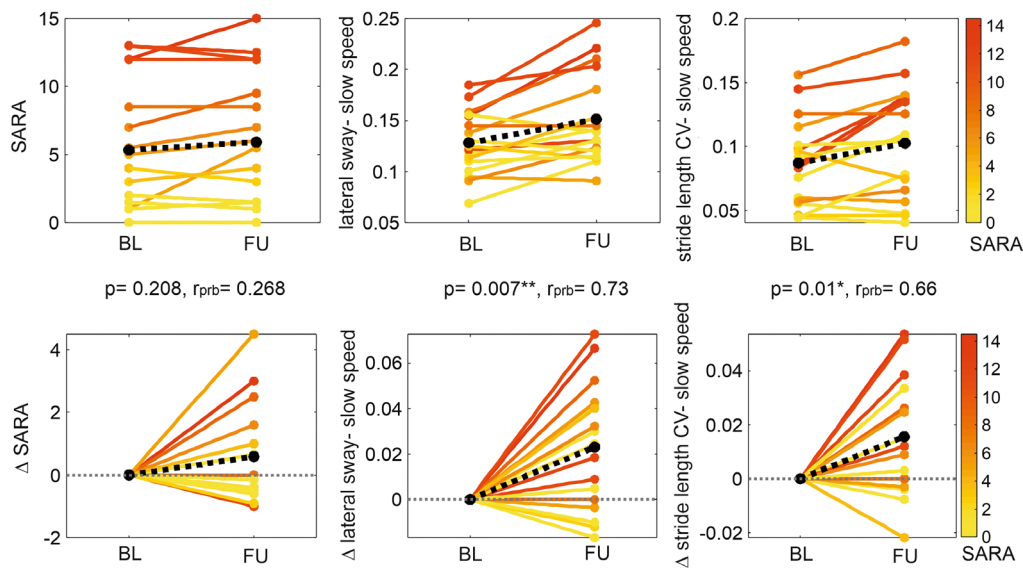 SARA
15
10
5
0
BL
FU
lateral sway- slow speed
0.25
0.2
0.15
0.1
0.05
BL
FU
stride length CV- slow speed
0.2
0.15
0.1
0.05
BL
FU
14
12
10
8
6
4
2
0
SARA
p= 0.208, rprb= 0.268
p= 0.007**, rprb= 0.73
p= 0.01*, rprb= 0.66
Δ SARA
4
2
0
-2
BL
FU
Δ lateral sway- slow speed
0.06
0.04
0.02
0
BL
FU
Δ stride length CV- slow speed
0.04
0.02
0
-0.02
BL
FU
14
12
10
8
6
4
2
0
SARA